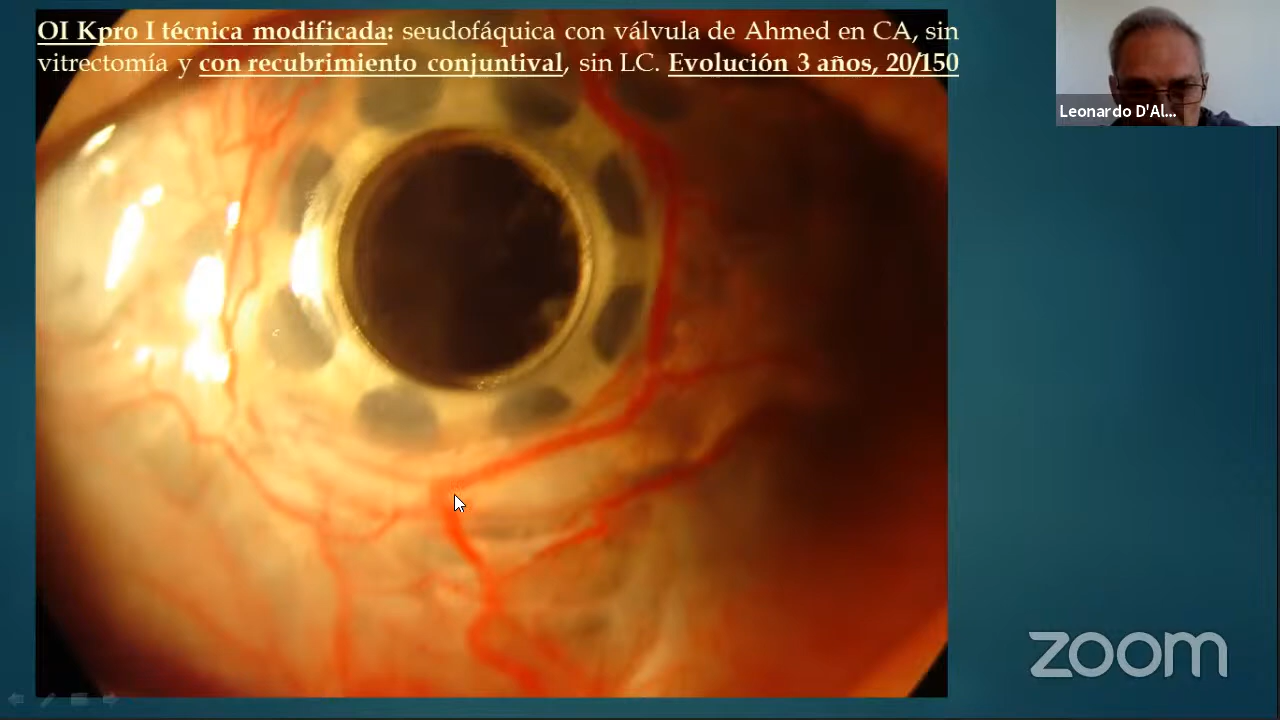 OI Kpro I técnica modificada: seudofáquica con válvula de Ahmed en CA, sin
vitrectomía y con recubrimiento conjuntival, sin LC. Evolución 3 años, 20/150
Leonardo D'Al...
zoom